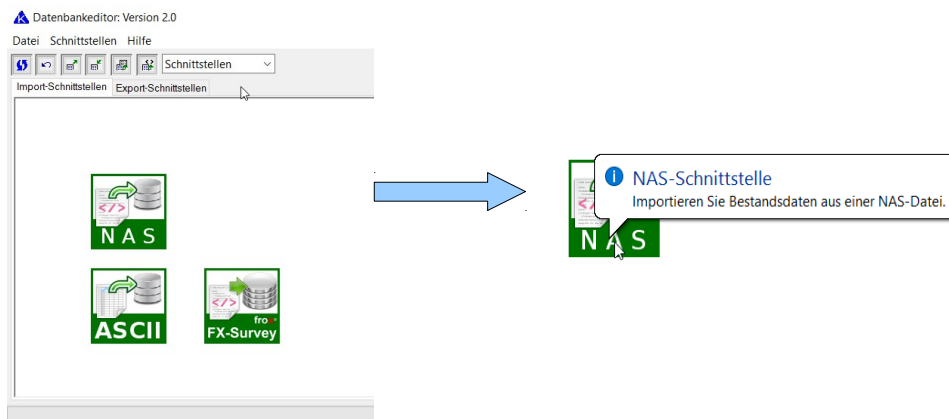 Datenbankeditor: Version 2.0
Datei Schnittstellen Hilfe
Schnittstellen
Import-Schnittstellen Export-Schnittstellen
</>
NAS
ASCII
</>
frox
FX-Survey
NAS-Schnittstelle
Importieren Sie Bestandsdaten aus einer NAS-Datei.
NAS